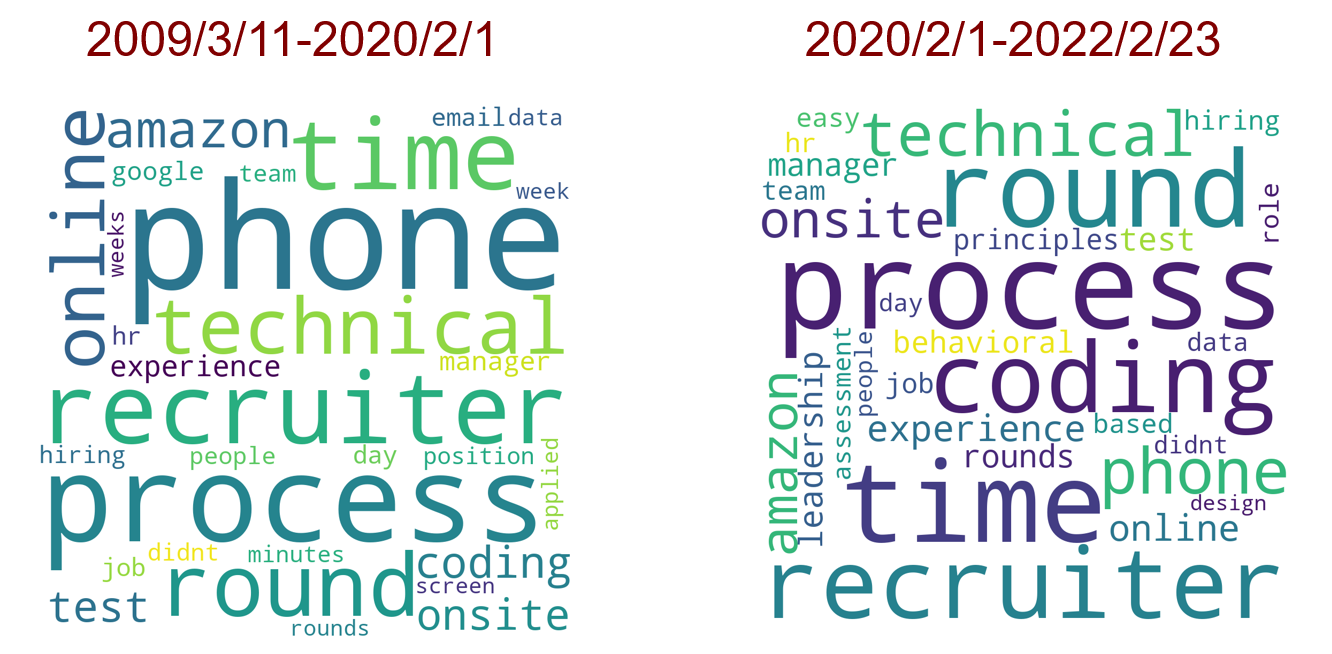 2009/3/11-2020/2/1
online
amazon
time
email
data
google
team
week
weeks
phone
technical
hr
experience
manager
recruiter
hiring
people
day
position
applied
process
didnt
minutes
job
round
coding
screen
test
onsite
rounds
2020/2/1-2022/2/23
easy
technical
hiring
hr
manager
round
team
role
onsite
principles
test
process
day
behavioral
data
assessment
people
job
coding
amazon
leadership
experience
based
didnt
rounds
phone
time
design
online
recruiter